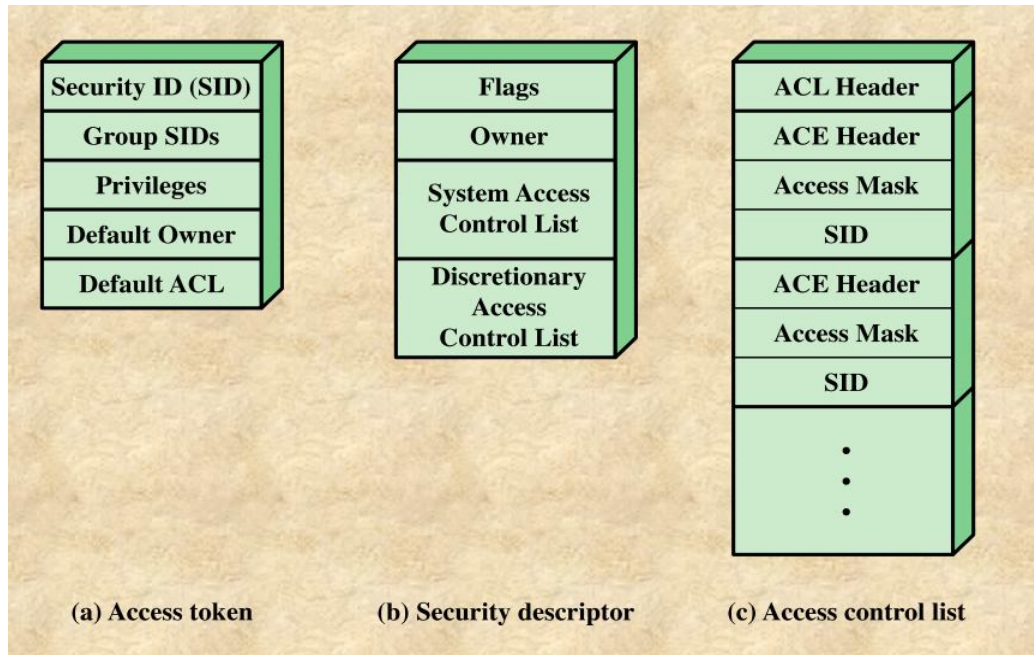 Security ID (SID)
Group SIDs
Privileges
Default Owner
Default ACL
(a) Access token
Flags
Owner
System Access
Control List
Discretionary
Access
Control List
(b) Security descriptor
ACL Header
ACE Header
Access Mask
SID
ACE Header
Access Mask
SID
(c) Access control list